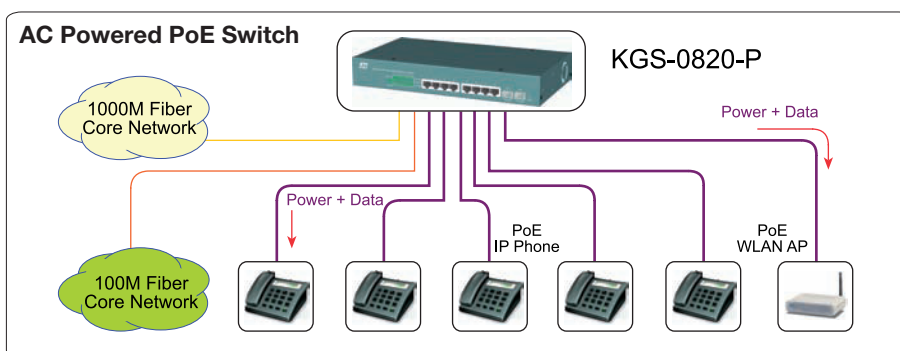 AC Powered PoE Switch
KGS-0820-P
1000M Fiber
Core Network
Power + Data
Power + Data
PoE
IP Phone
PoE
WLAN AP
100M Fiber
Core Network